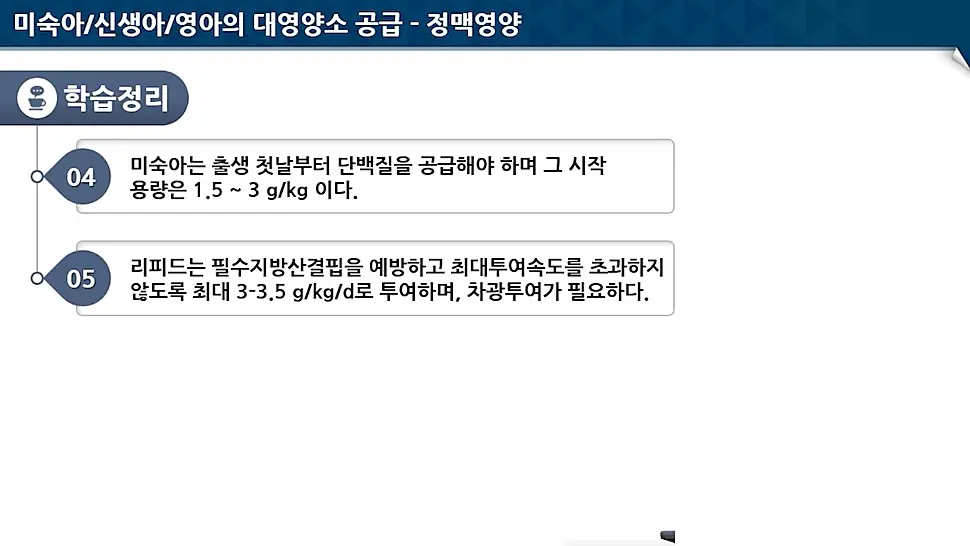 미숙아/신생아/영아의 대영양소 공급 - 정맥영양
학습정리
04
미숙아는 출생 첫날부터 단백질을 공급해야 하며 그 시작
용량은 1.5 ~ 3 g/kg 이다.
05
리피드는 필수지방산결핍을 예방하고 최대투여속도를 초과하지
않도록 최대 3-3.5 g/kg/d로 투여하며, 차광투여가 필요하다.